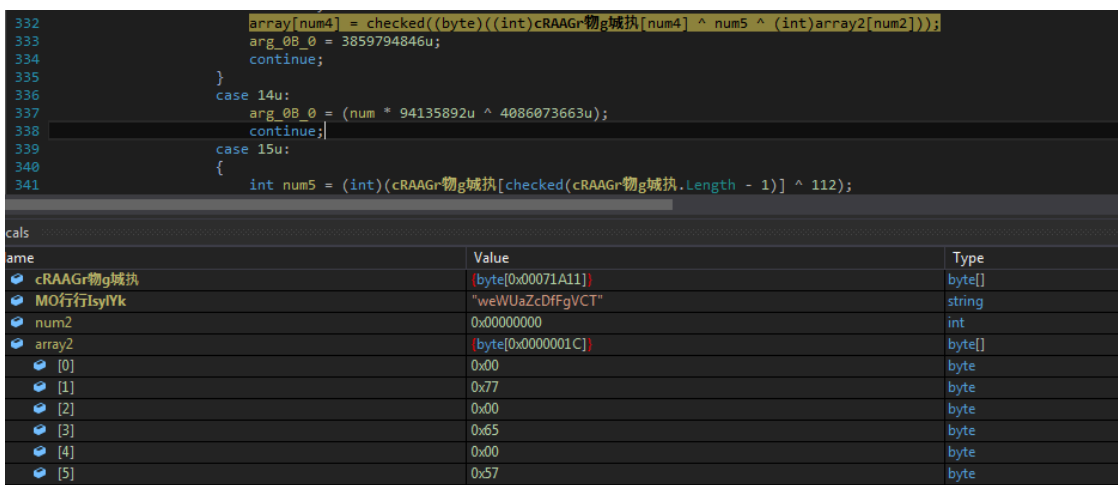 332 array[num4] = checked((byte)((int)cRAAGr物g城执[num4] ^ num5 ^ (int)array2[num2]));
333 arg_0B_0 = 3859794846u;
334 continue;
335 }
336 case 14u:
337 arg_0B_0 = (num * 94135892u ^ 4086073663u);
338 continue;
339 case 15u:
340 {
341 int num5 = (int)(cRAAGr物g城执[checked(cRAAGr物g城执.Length - 1)] ^ 112);
cals
ame Value Type
cRAAGr物g城执 {byte[0x00071A11]} byte[]
MO行行IsylYk "weWUaZcDfFgVCT" string
num2 0x00000000 int
array2 {byte[0x0000001C]} byte[]
[0] 0x00 byte
[1] 0x77 byte
[2] 0x00 byte
[3] 0x65 byte
[4] 0x00 byte
[5] 0x57 byte